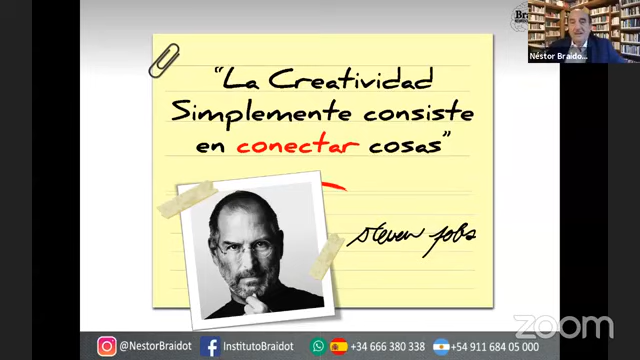 “La Creatividad
Simplemente consiste
en conectar cosas”
steven jobs
Néstor Braido...
@NestorBraidot
InstitutoBraidot
+34 666 380 338
+54 911 684 05 000
zoom